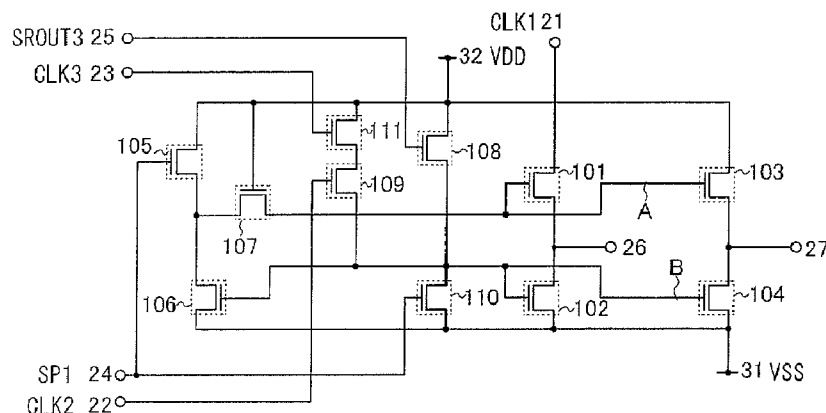 CLK1 21
SROUT3 25
32 VDD
CLK3 23
105
111
108
109
101
103
A
107
26
27
B
106
110
102
104
SP1 24
31 VSS
CLK2 22